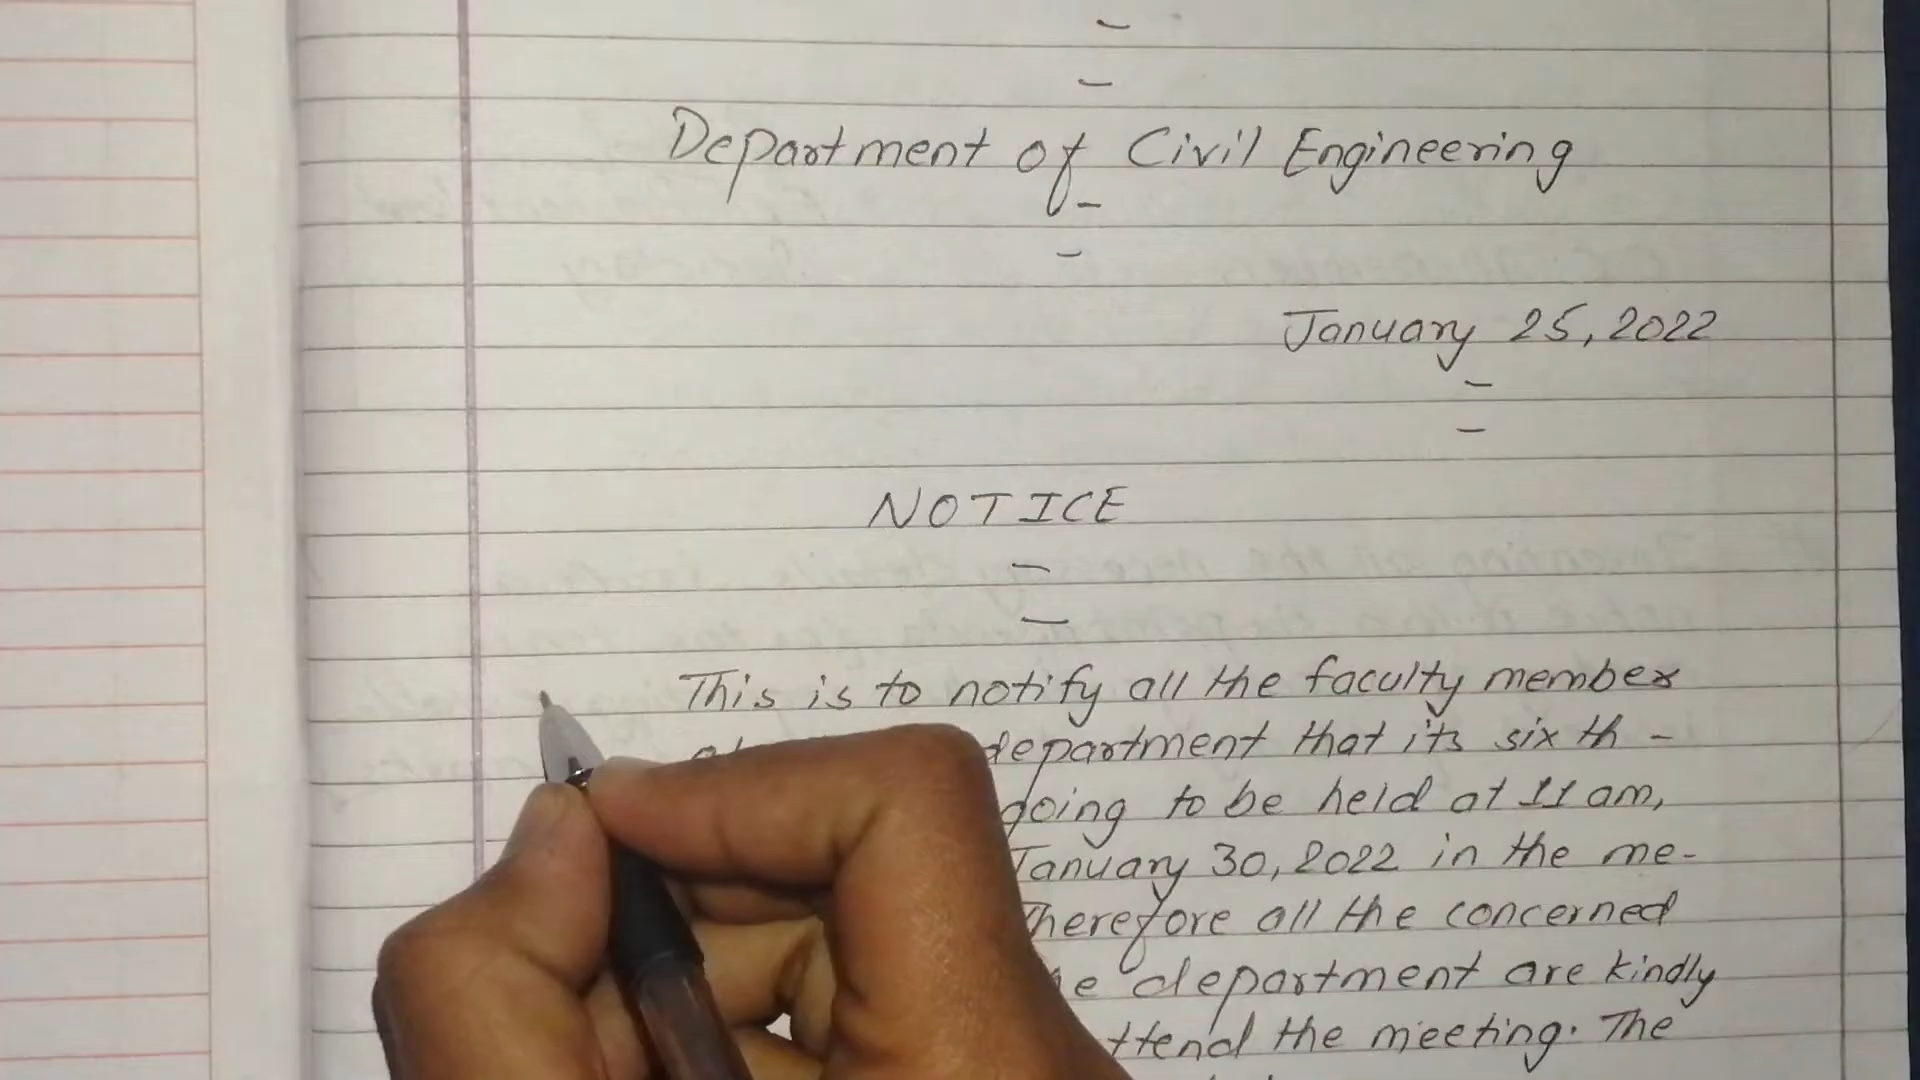 Department of Civil Engineering
January 25, 2022
NOTICE
This is to notify all the faculty member
department that its six th -
going to be held at 11 am,
January 30, 2022 in the me-
Therefore all the concerned
department are kindly
attend the meeting. The